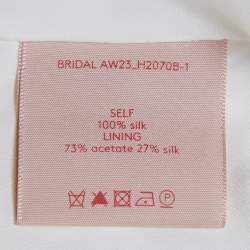 BRIDAL AW23_H2070B-1
SELF
100% silk
LINING
73% acetate 27% silk